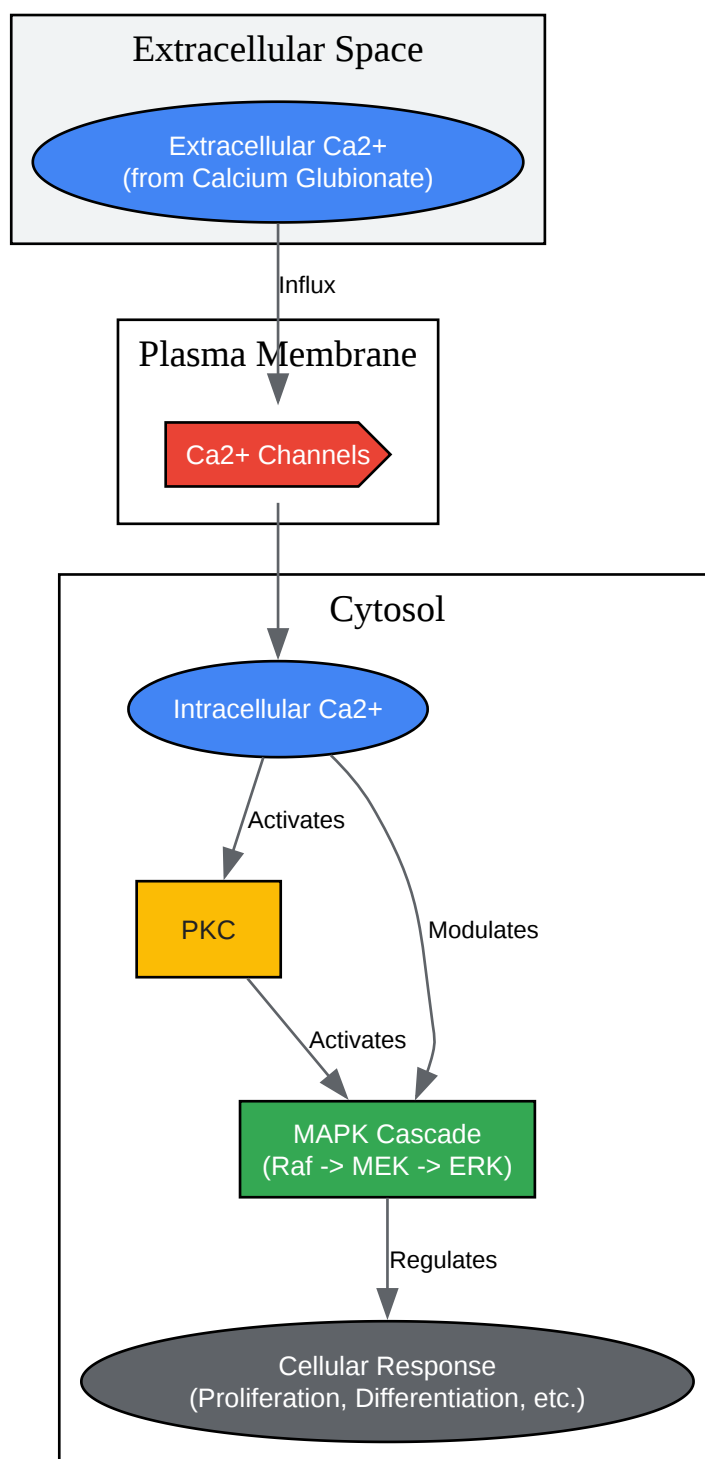 Extracellular Space
Extracellular Ca2+
(from Calcium Glubionate)
Influx
Plasma Membrane
Ca2+ Channels
Cytosol
Intracellular Ca2+
Activates
PKC
Modulates
Activates
MAPK Cascade
(Raf -> MEK -> ERK)
Regulates
Cellular Response
(Proliferation, Differentiation, etc.)